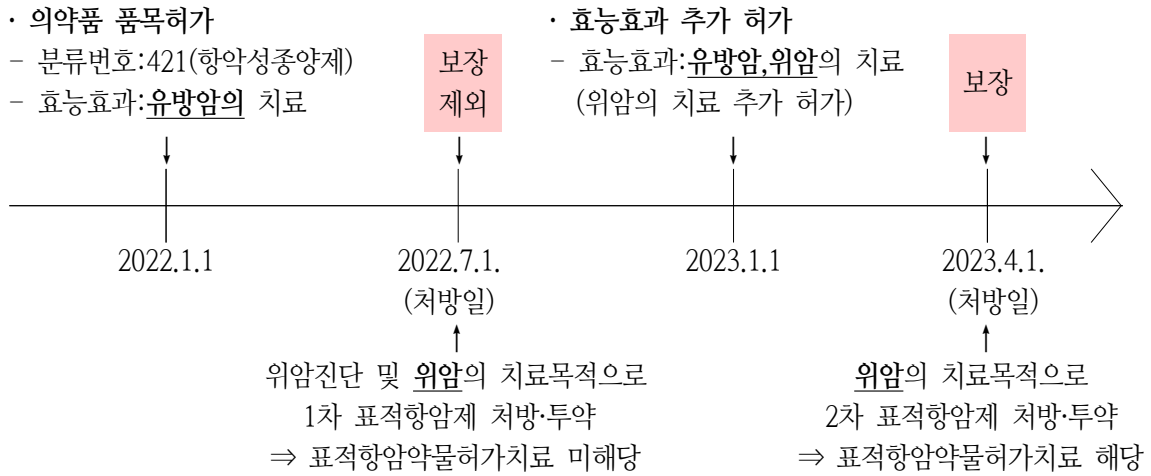 · 의약품 품목허가
- 분류번호:421(항악성종양제)
- 효능효과:유방암의 치료
보장
제외
· 효능효과 추가 허가
- 효능효과:유방암,위암의 치료
(위암의 치료 추가 허가)
보장
2022.1.1
2022.7.1.
(처방일)
2023.1.1
2023.4.1.
(처방일)
위암진단 및 위암의 치료목적으로
1차 표적항암제 처방·투약
⇒ 표적항암약물허가치료 미해당
위암의 치료목적으로
2차 표적항암제 처방·투약
⇒ 표적항암약물허가치료 해당